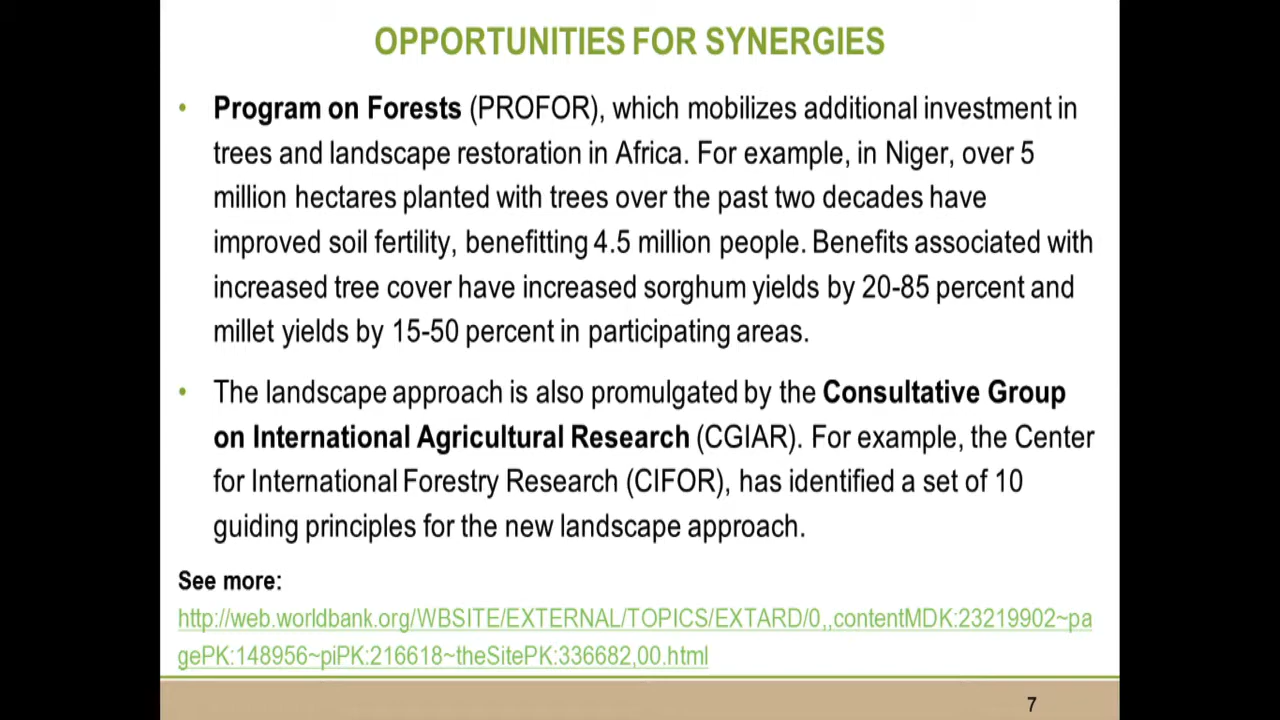 OPPORTUNITIES FOR SYNERGIES
• Program on Forests (PROFOR), which mobilizes additional investment in
trees and landscape restoration in Africa. For example, in Niger, over 5
million hectares planted with trees over the past two decades have
improved soil fertility, benefitting 4.5 million people. Benefits associated with
increased tree cover have increased sorghum yields by 20-85 percent and
millet yields by 15-50 percent in participating areas.
• The landscape approach is also promulgated by the Consultative Group
on International Agricultural Research (CGIAR). For example, the Center
for International Forestry Research (CIFOR), has identified a set of 10
guiding principles for the new landscape approach.
See more:
http://web.worldbank.org/WBSITE/EXTERNAL/TOPICS/EXTARD/0,,contentMDK:23219902~pa
gePK:148956~piPK:216618~theSitePK:336682,00.html
7